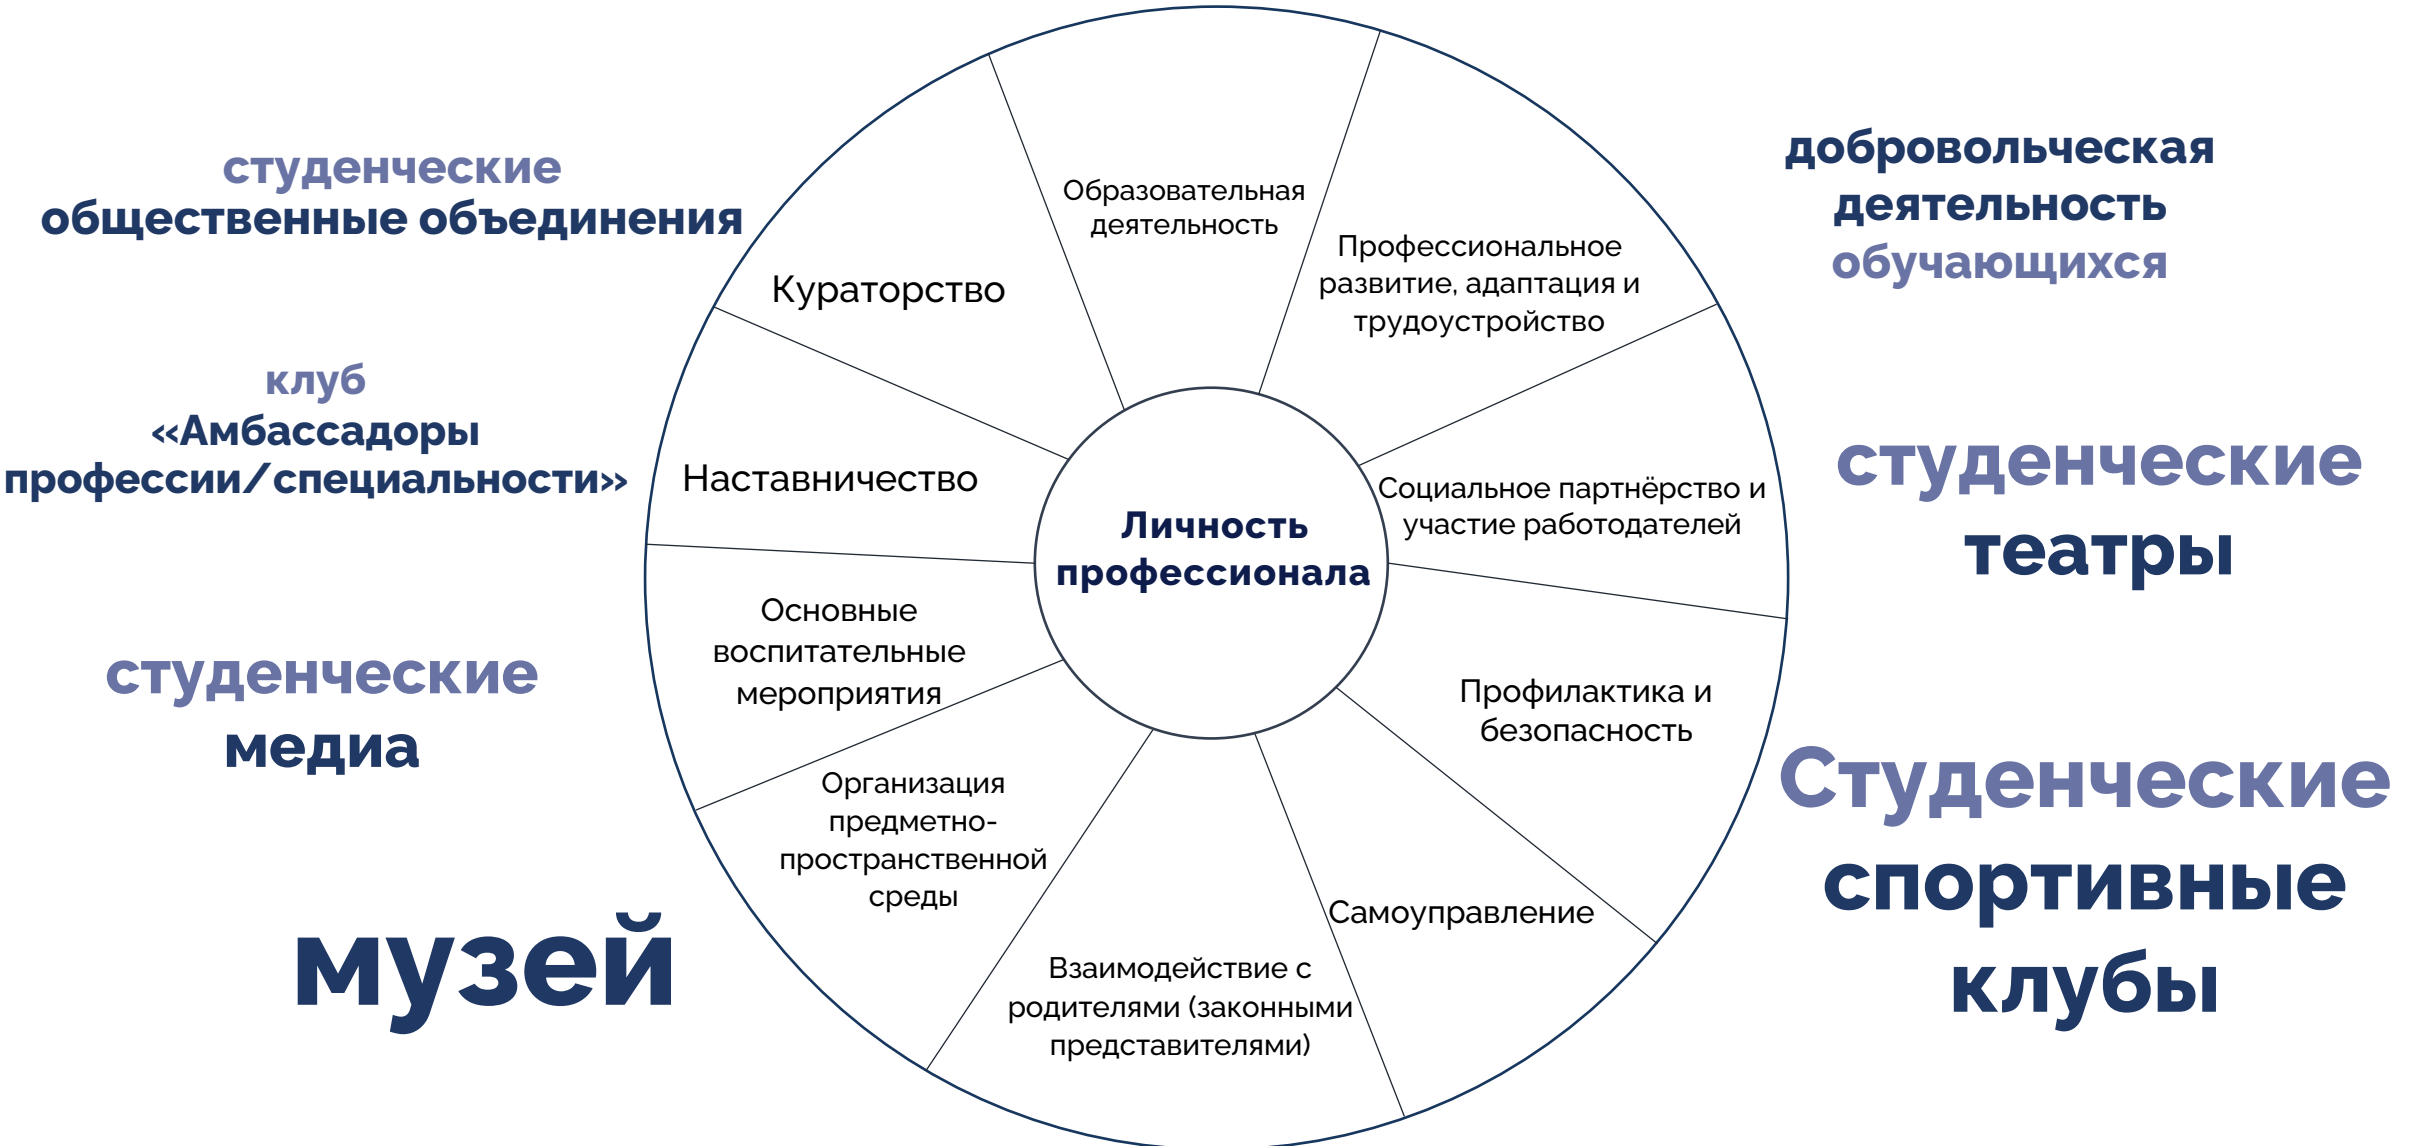 студенческие
общественные объединения
клуб
«Амбассадоры
профессии/специальности»
студенческие
медиа
музей
Образовательная
деятельность
Профессиональное
развитие, адаптация и
трудоустройство
Социальное партнёрство и
участие работодателей
Профилактика и
безопасность
Самоуправление
Взаимодействие с
родителями (законными
представителями)
Организация
предметно-
пространственной
среды
Основные
воспитательные
мероприятия
Наставничество
Кураторство
Личность
профессионала
добровольческая
деятельность
обучающихся
студенческие
театры
Студенческие
спортивные
клубы